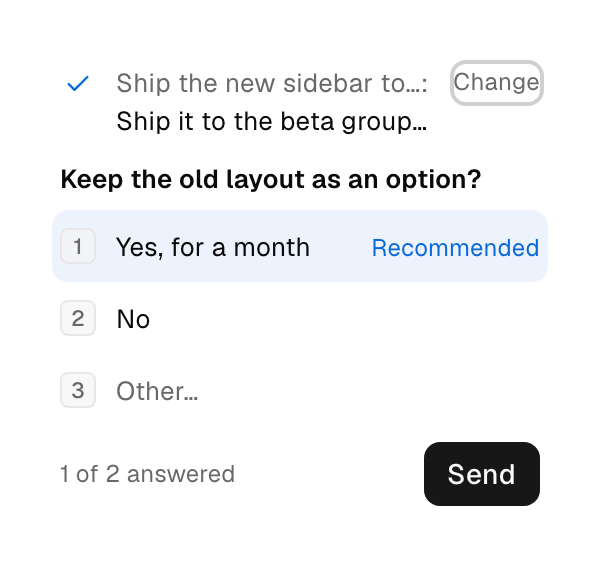 Ship the new sidebar to…: Change
Ship it to the beta group…
Keep the old layout as an option?
1 Yes, for a month Recommended
2 No
3 Other…
1 of 2 answered Send